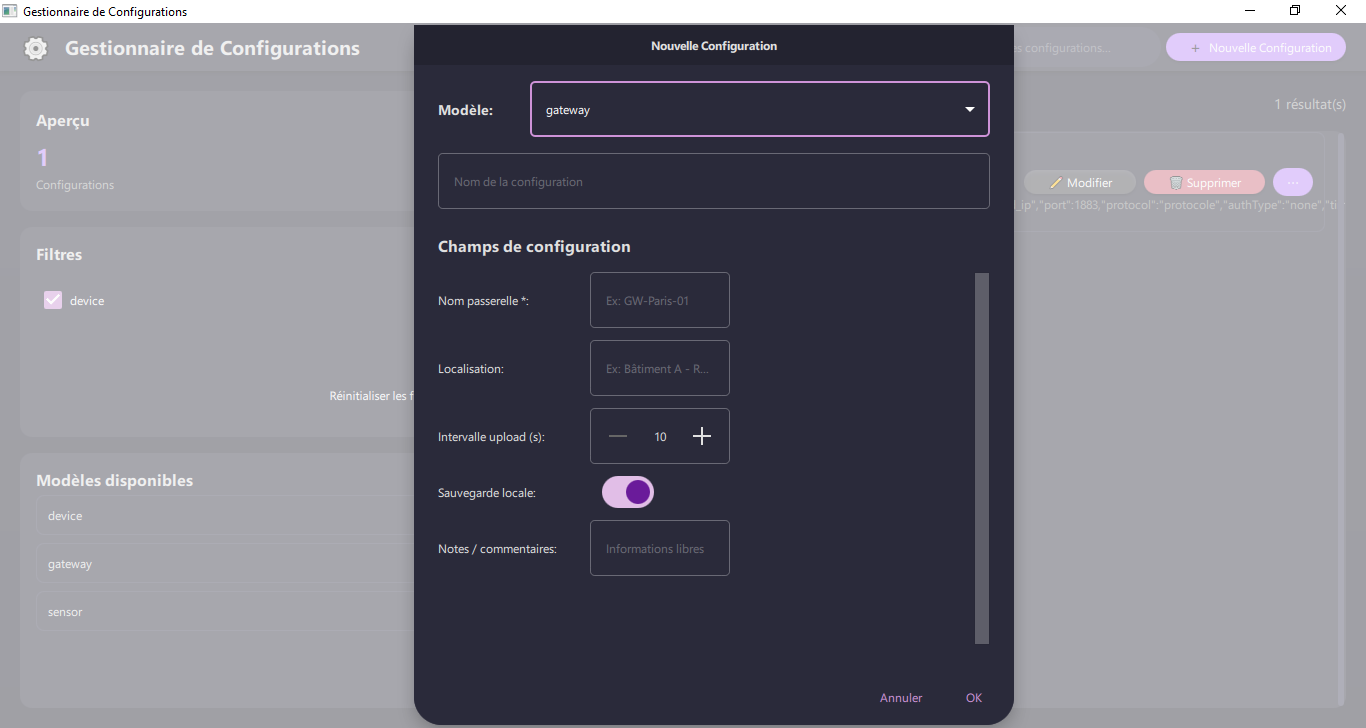 Gestionnaire de Configurations
Gestionnaire de Configurations
es configurations...
+ Nouvelle Configuration
Nouvelle Configuration
Modèle:
gateway
Nom de la configuration
Champs de configuration
Nom passerelle *:
Ex: GW-Paris-01
Localisation:
Ex: Bâtiment A - R...
Intervalle upload (s):
10
Sauvegarde locale:
Notes / commentaires:
Informations libres
Annuler
OK
Aperçu
1
Configurations
Filtres
device
Réinitialiser les f
Modèles disponibles
device
gateway
sensor
1 résultat(s)
Modifier
Supprimer
...
l_ip","port":1883,"protocol":"protocole","authType":"none","ti